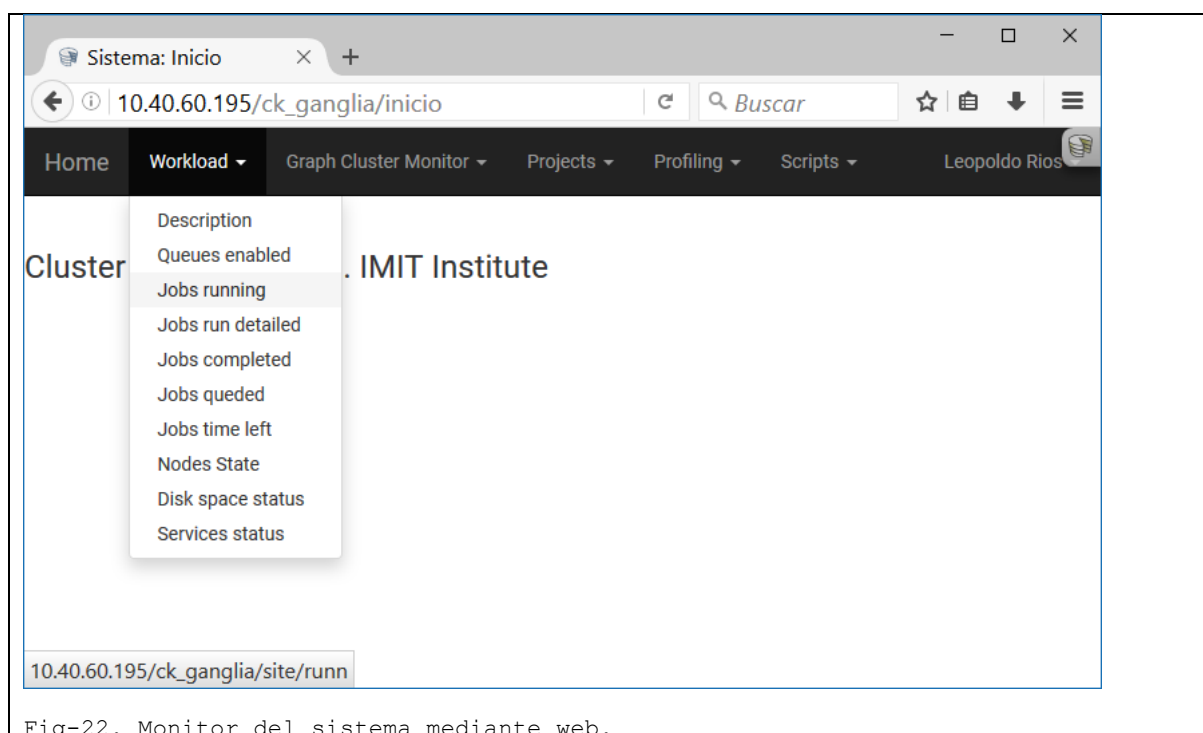 Sistema: Inicio
10.40.60.195/ck_ganglia/inicio Buscar
Home Workload Graph Cluster Monitor Projects Profiling Scripts Leopoldo Rios
Description
Queues enabled
Cluster . IMIT Institute
Jobs running
Jobs run detailed
Jobs completed
Jobs queded
Jobs time left
Nodes State
Disk space status
Services status
10.40.60.195/ck_ganglia/site/runn
Fig-22. Monitor del sistema mediante web.